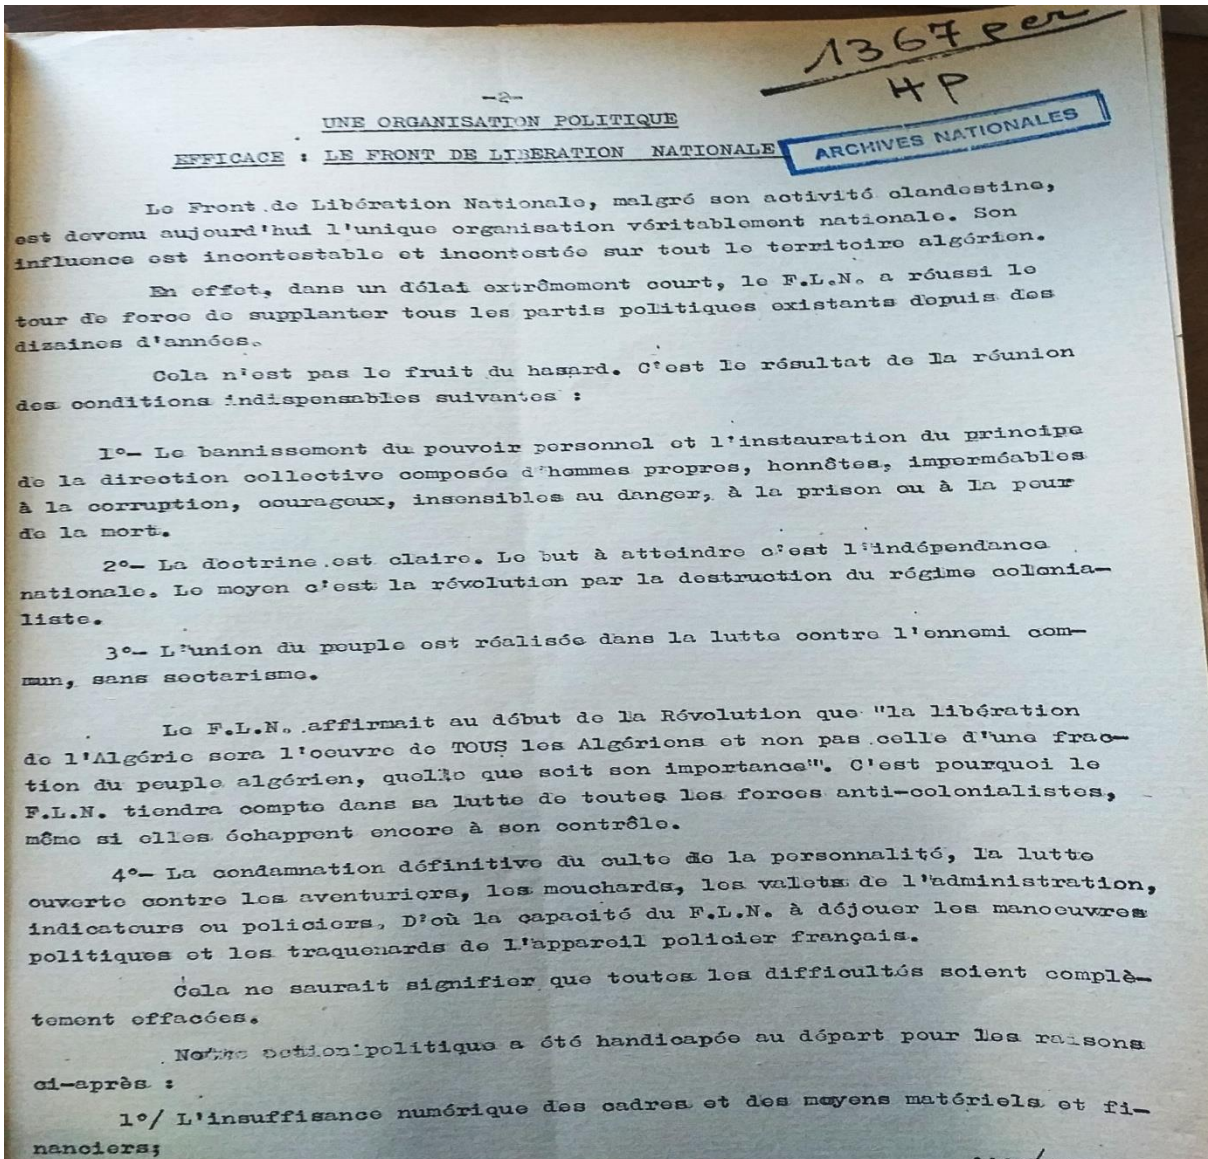 1367 per
HP
-2-
UNE ORGANISATION POLITIQUE
EFFICACE : LE FRONT DE LIBERATION NATIONALE
ARCHIVES NATIONALES
Le Front de Libération Nationale, malgré son activité clandestine,
est devenu aujourd'hui l'unique organisation véritablement nationale. Son
influence est incontestable et incontestée sur tout le territoire algérien.
En effet, dans un délai extrêmement court, le F.L.N. a réussi le
tour de force de supplanter tous les partis politiques existants depuis des
dizaines d'années.
Cela n'est pas le fruit du hasard. C'est le résultat de la réunion
des conditions indispensables suivantes :
1°- Le bannissement du pouvoir personnel et l'instauration du principe
de la direction collective composée d'hommes propres, honnêtes, imperméables
à la corruption, courageux, insensibles au danger, à la prison ou à la peur
de la mort.
2°- La doctrine est claire. Le but à atteindre c'est l'indépendance
nationale. Le moyen c'est la révolution par la destruction du régime colonia-
liste.
3°- L'union du peuple est réalisée dans la lutte contre l'ennemi com-
mun, sans sectarisme.
Le F.L.N. affirmait au début de la Révolution que "la libération
de l'Algérie sera l'oeuvre de TOUS les Algériens et non pas celle d'une frac-
tion du peuple algérien, quelle que soit son importance". C'est pourquoi le
F.L.N. tiendra compte dans sa lutte de toutes les forces anti-colonialistes,
même si elles échappent encore à son contrôle.
4°- La condamnation définitive du culte de la personnalité, la lutte
ouverte contre les aventuriers, les mouchards, les valets de l'administration,
indicateurs ou policiers, D'où la capacité du F.L.N. à déjouer les manoeuvres
politiques et les traquenards de l'appareil policier français.
Cela ne saurait signifier que toutes les difficultés soient complè-
tement effacées.
Notre action politique a été handicapée au départ pour les raisons
ci-après :
1°/ L'insuffisance numérique des cadres et des moyens matériels et fi-
nanciers;